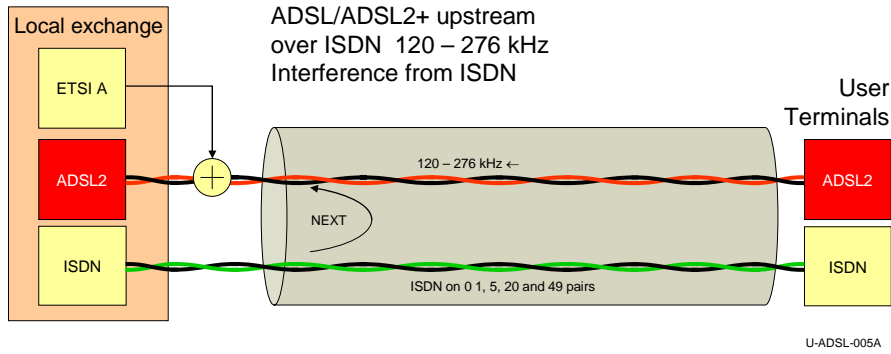 Local exchange
ADSL/ADSL2+ upstream
over ISDN 120 – 276 kHz
Interference from ISDN
ETSI A
User
Terminals
120 – 276 kHz ←
ADSL2
ADSL2
NEXT
ISDN
ISDN
ISDN on 0 1, 5, 20 and 49 pairs
U-ADSL-005A